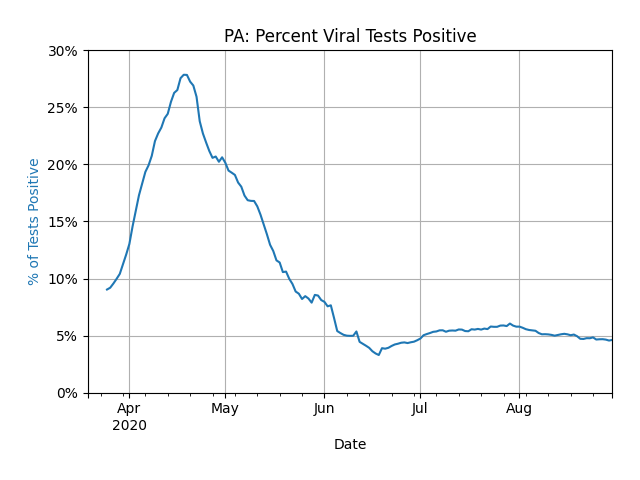 PA: Percent Viral Tests Positive
30%
25%
20%
15%
10%
5%
0%
% of Tests Positive
Apr May Jun Jul Aug
2020
Date